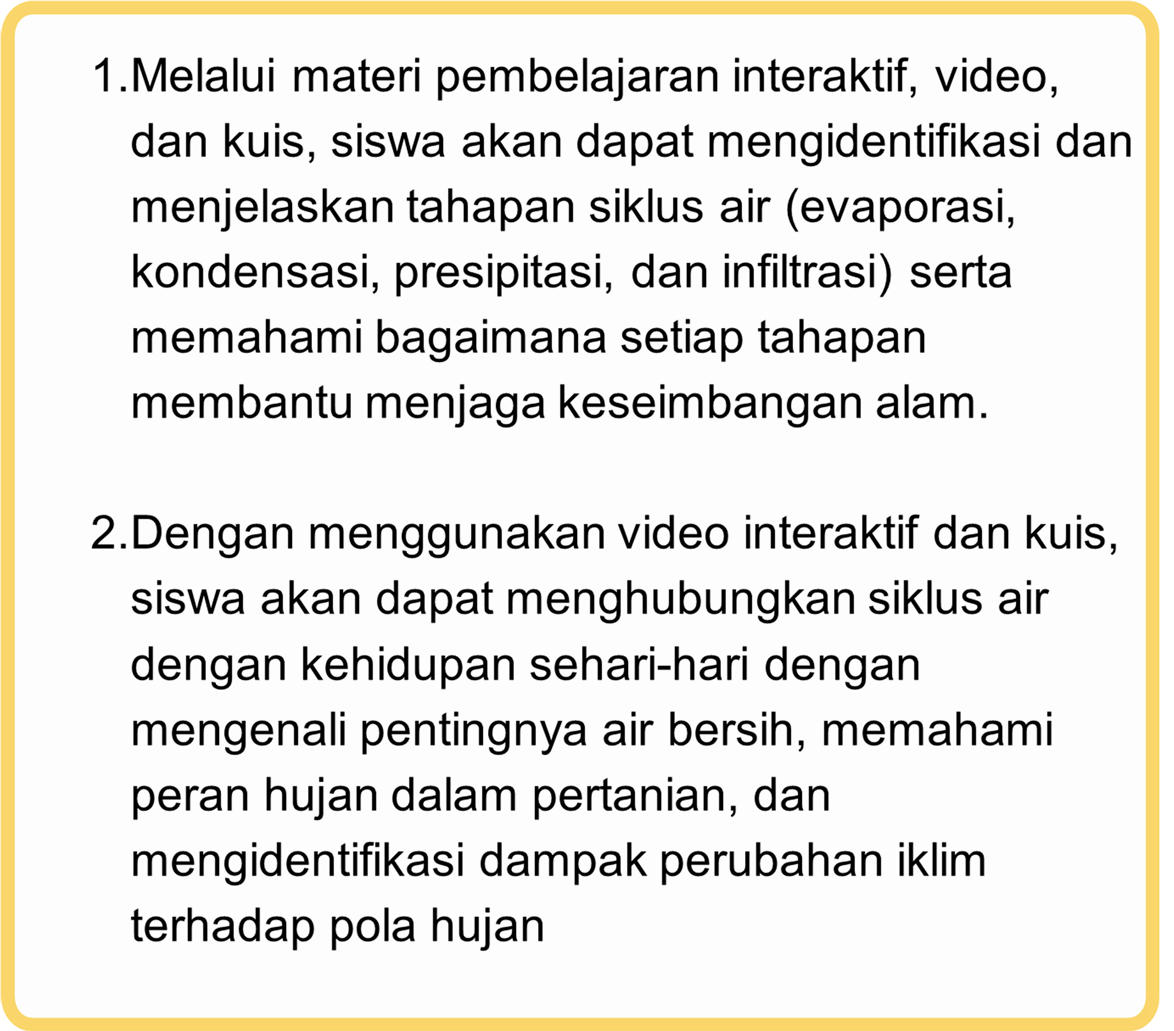 1.Melalui materi pembelajaran interaktif, video,
dan kuis, siswa akan dapat mengidentifikasi dan
menjelaskan tahapan siklus air (evaporasi,
kondensasi, presipitasi, dan infiltrasi) serta
memahami bagaimana setiap tahapan
membantu menjaga keseimbangan alam.
2.Dengan menggunakan video interaktif dan kuis,
siswa akan dapat menghubungkan siklus air
dengan kehidupan sehari-hari dengan
mengenali pentingnya air bersih, memahami
peran hujan dalam pertanian, dan
mengidentifikasi dampak perubahan iklim
terhadap pola hujan